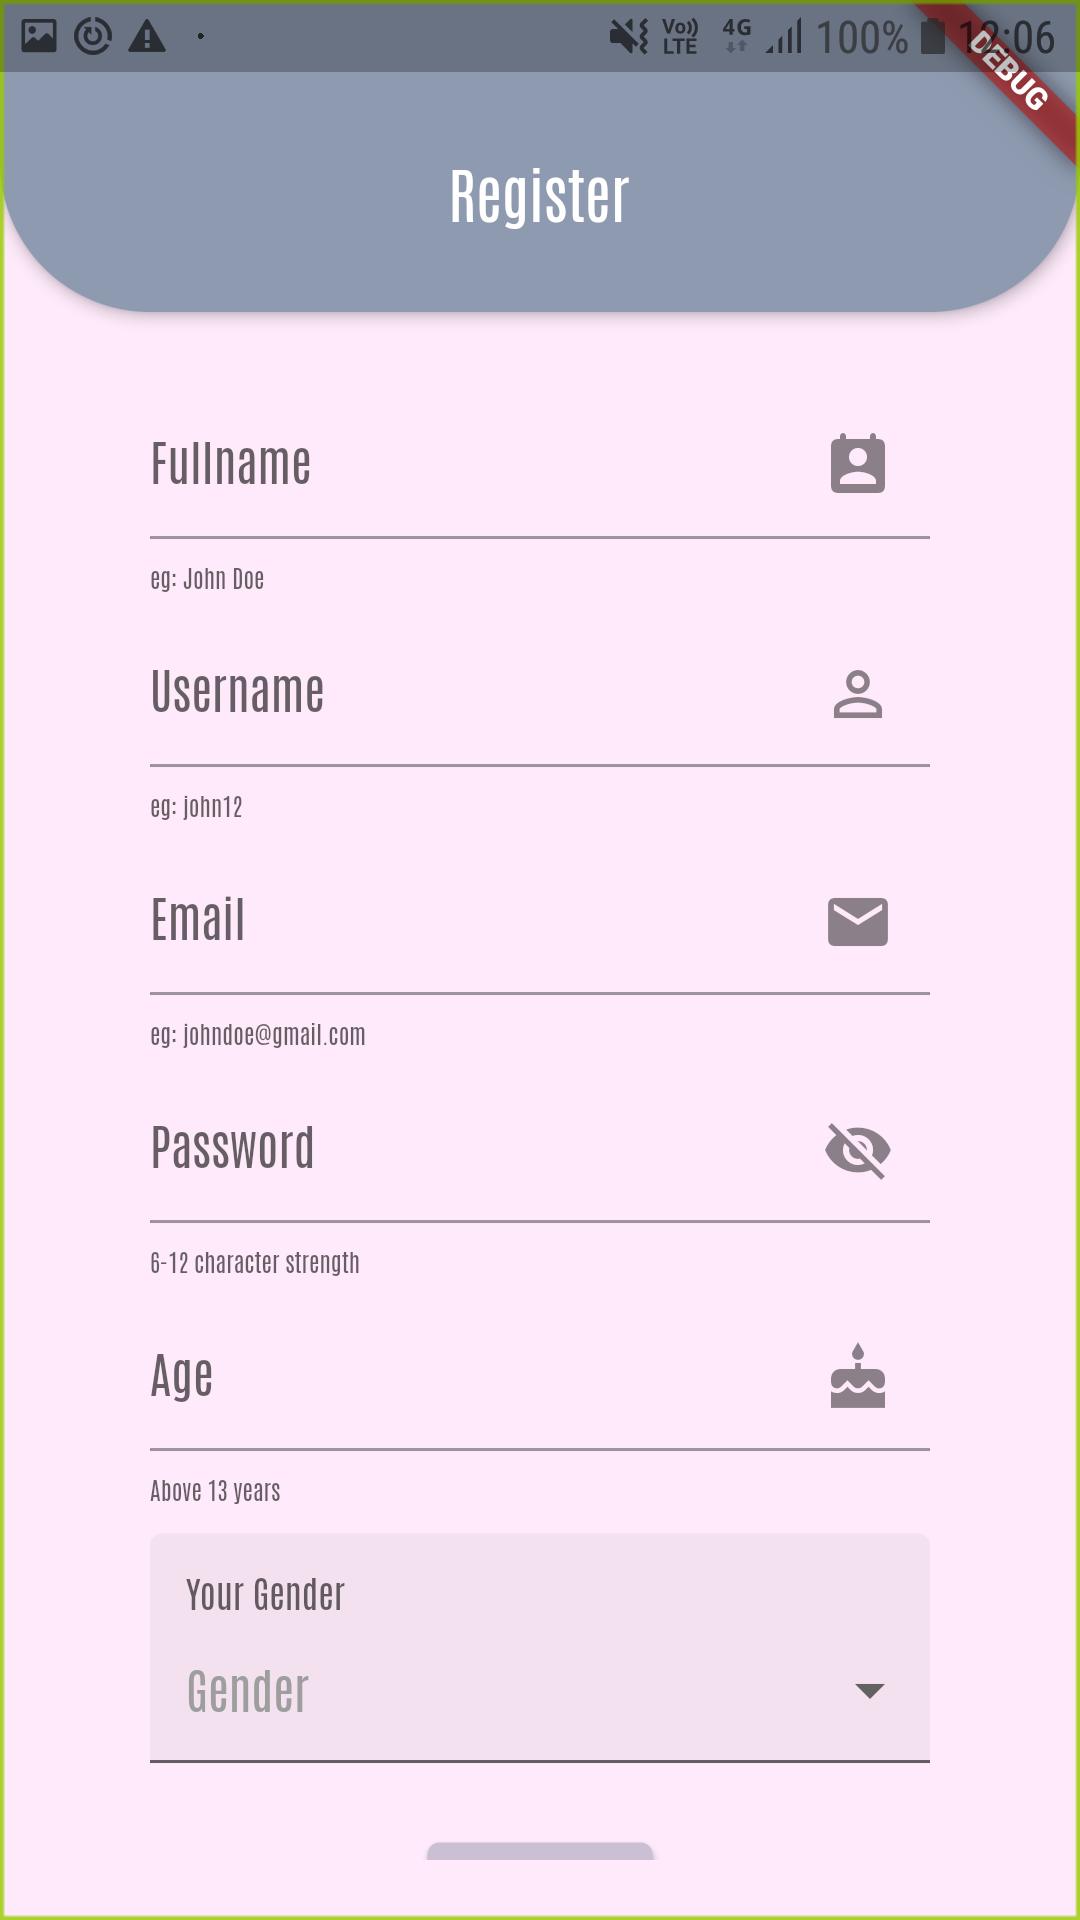 Vo)) LTE 4G 100% 12:06
DEBUG
Register
Fullname
eg: John Doe
Username
eg: john12
Email
eg: johndoe@gmail.com
Password
6-12 character strength
Age
Above 13 years
Your Gender
Gender